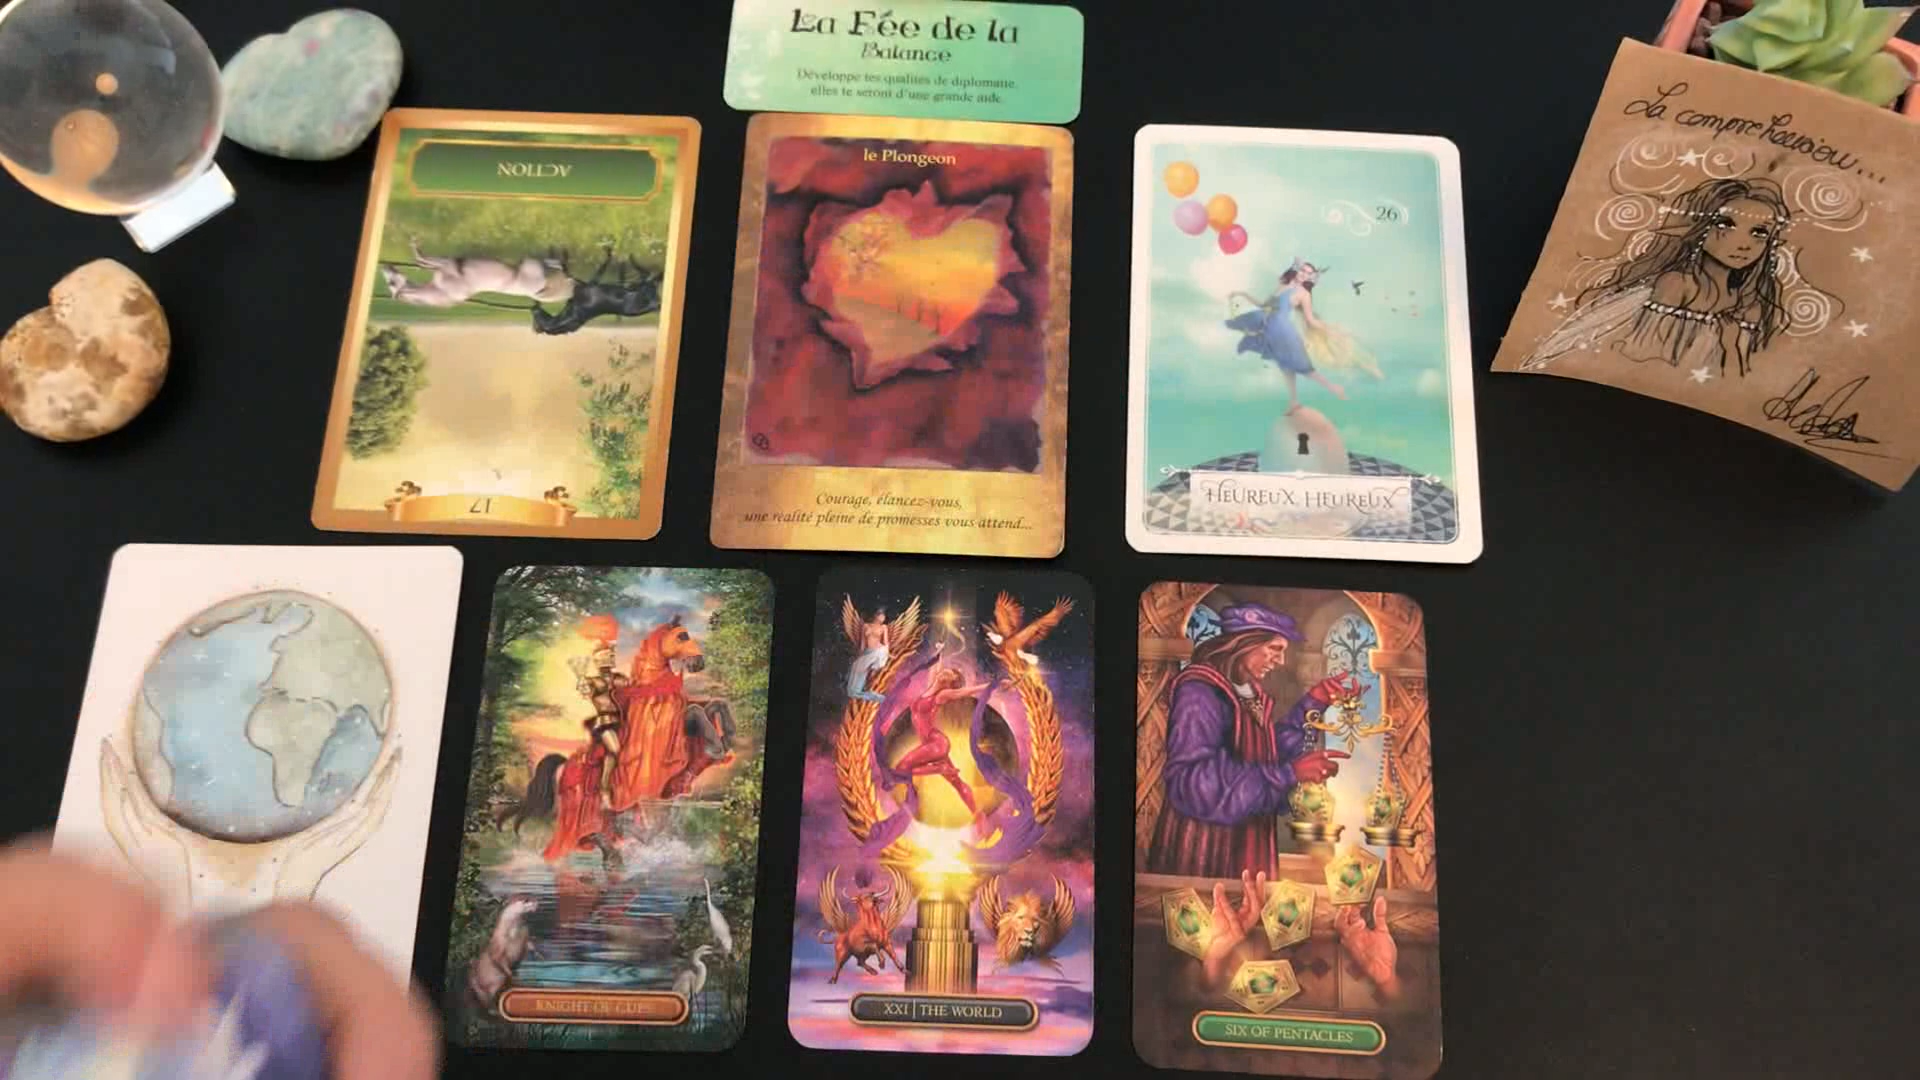 La Fée de la
Balance
Développe tes qualités de diplomatie,
elles te seront d'une grande aide.
La compréhension...
ACTION
17
le Plongeon
Courage, élancez-vous,
une réalité pleine de promesses vous attend...
26
HEUREUX, HEUREUX
KNIGHT OF CUPS
XXI THE WORLD
SIX OF PENTACLES